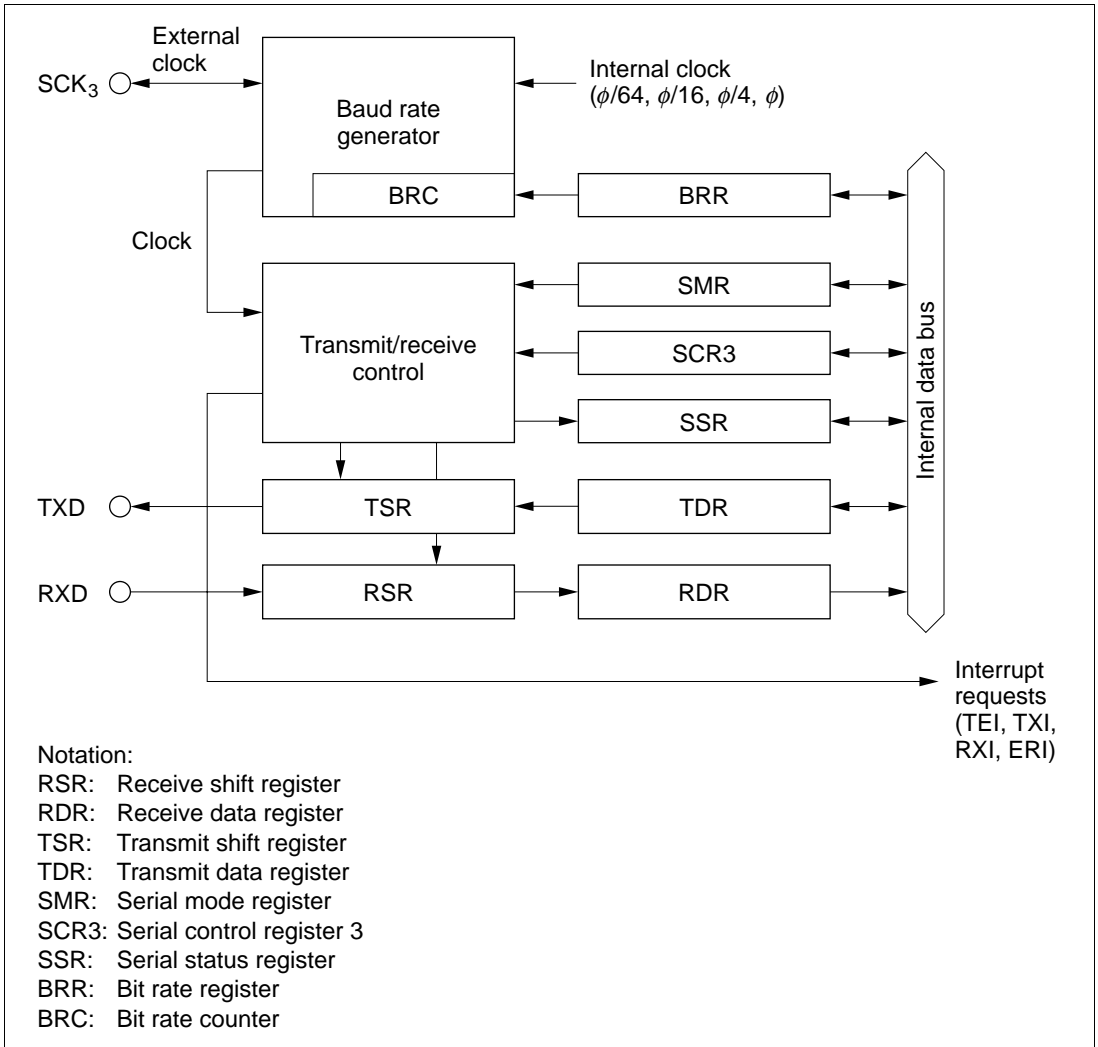 External
clock
SCK3
Internal clock
(ϕ/64, ϕ/16, ϕ/4, ϕ)
Baud rate
generator
BRC
BRR
Clock
SMR
Transmit/receive
control
SCR3
SSR
Internal data bus
TXD
TSR
TDR
RXD
RSR
RDR
Interrupt
requests
(TEI, TXI,
RXI, ERI)
Notation:
RSR: Receive shift register
RDR: Receive data register
TSR: Transmit shift register
TDR: Transmit data register
SMR: Serial mode register
SCR3: Serial control register 3
SSR: Serial status register
BRR: Bit rate register
BRC: Bit rate counter